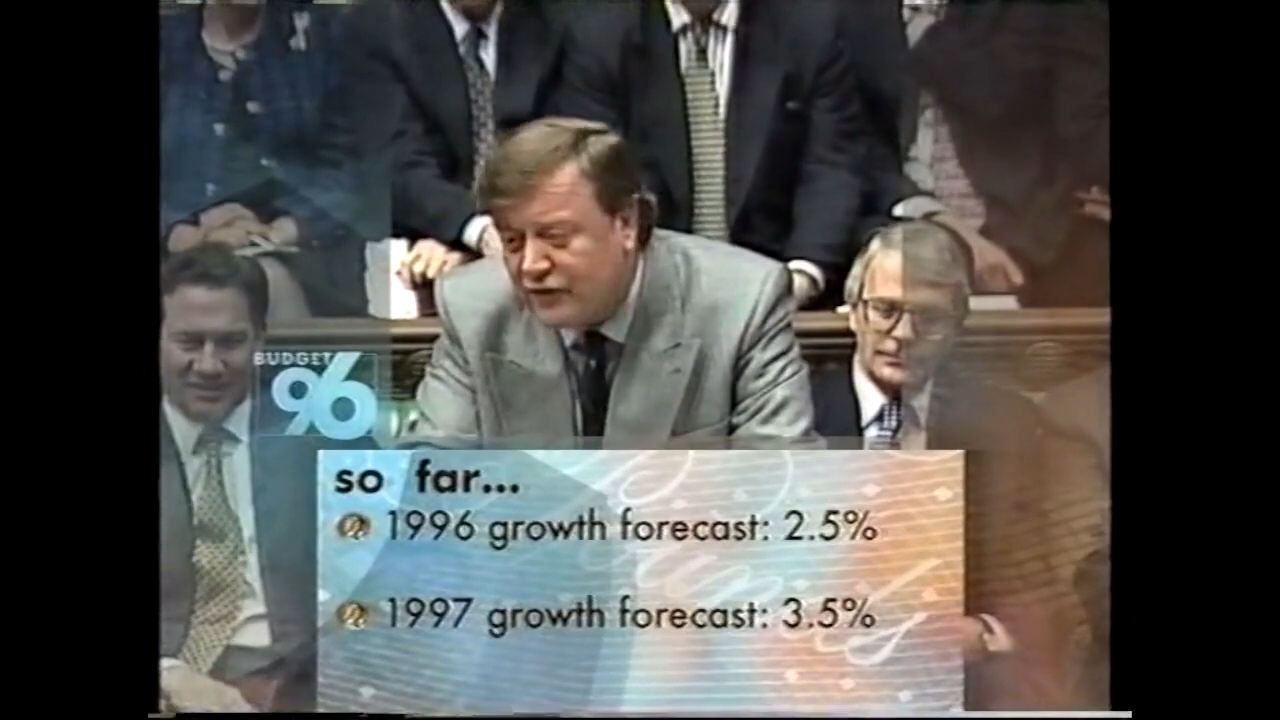 BUDGET
96
so far...
1996 growth forecast: 2.5%
1997 growth forecast: 3.5%